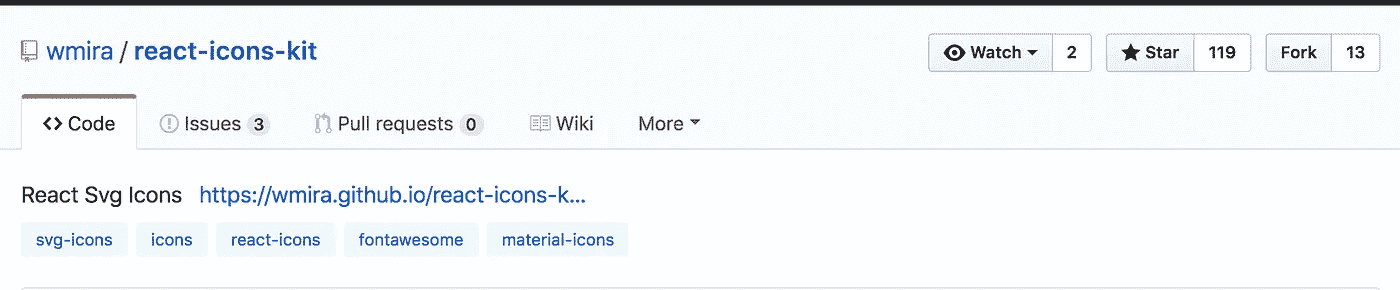 wmira / react-icons-kit Watch 2 Star 119 Fork 13
Code Issues 3 Pull requests 0 Wiki More
React Svg Icons https://wmira.github.io/react-icons-k...
svg-icons icons react-icons fontawesome material-icons